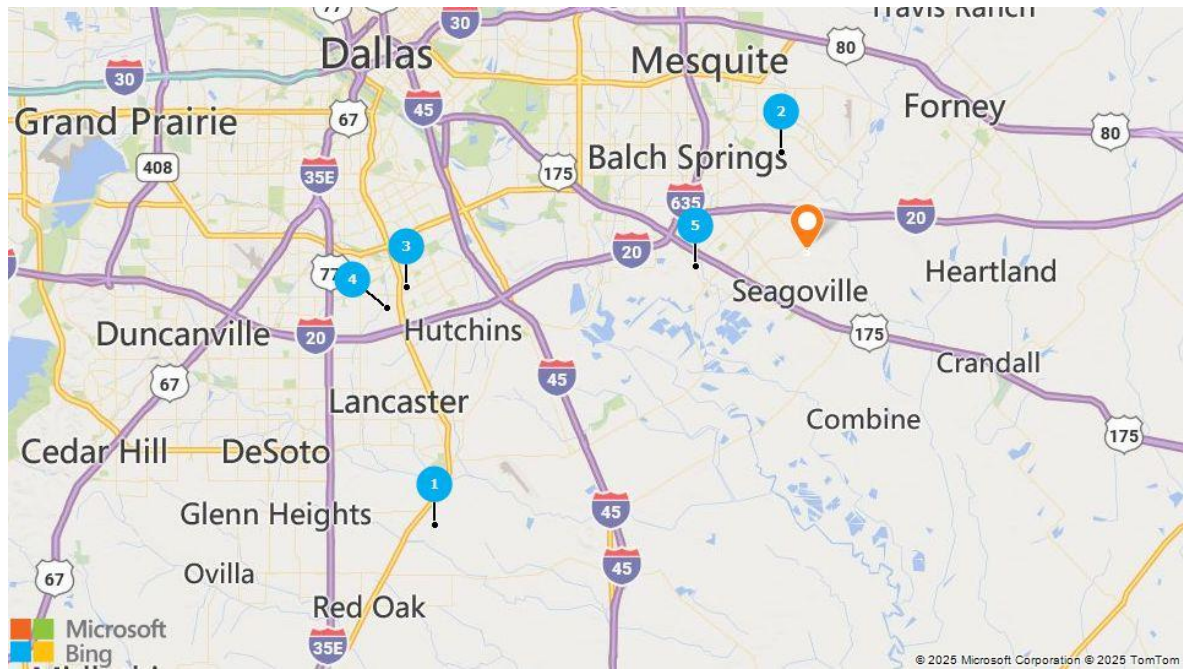 77
30
Travis Ranch
Dallas
Mesquite
80
30
45
67
2
Forney
Grand Prairie
80
408
35E
175
Balch Springs
635
20
3
5
20
77
4
20
Heartland
Seagoville
Duncanville
20
Hutchins
175
Crandall
67
45
Lancaster
Combine
175
Cedar Hill
DeSoto
1
Glenn Heights
45
Ovilla
45
67
Red Oak
Microsoft
Bing
35E
© 2025 Microsoft Corporation © 2025 TomTom